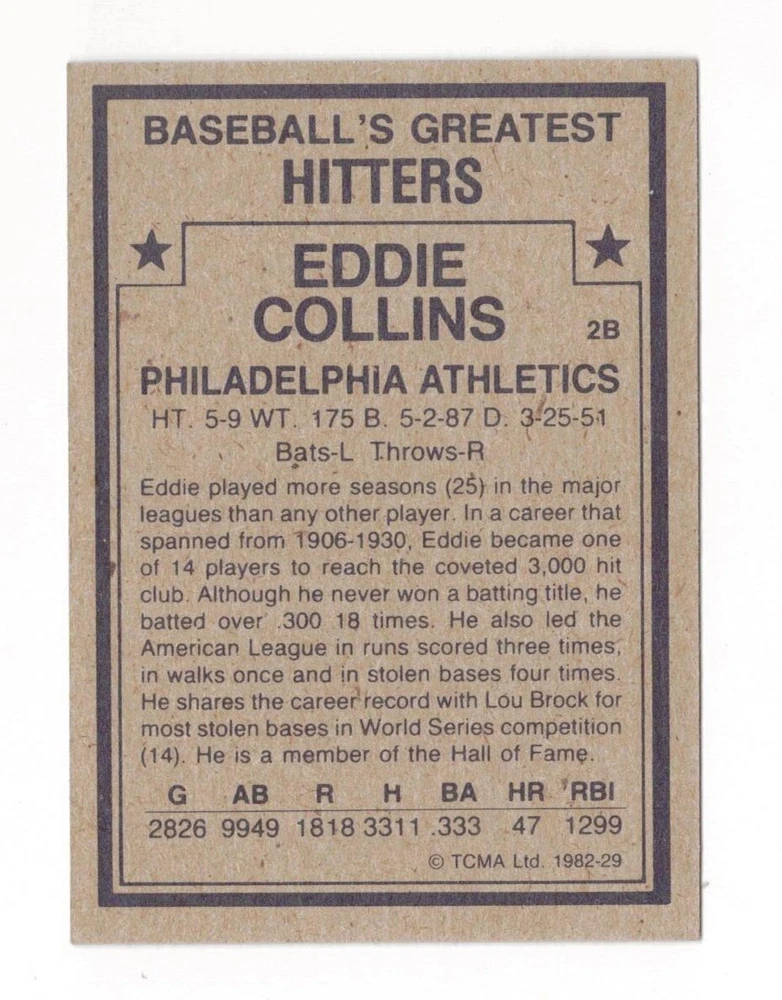 BASEBALL'S GREATEST
HITTERS
EDDIE
COLLINS 2B
PHILADELPHIA ATHLETICS
HT. 5-9 WT. 175 B. 5-2-87 D. 3-25-51
Bats-L Throws-R
Eddie played more seasons (25) in the major
leagues than any other player. In a career that
spanned from 1906-1930, Eddie became one
of 14 players to reach the coveted 3,000 hit
club. Although he never won a batting title, he
batted over .300 18 times. He also led the
American League in runs scored three times,
in walks once and in stolen bases four times.
He shares the career record with Lou Brock for
most stolen bases in World Series competition
(14). He is a member of the Hall of Fame.
G AB R H BA HR RBI
2826 9949 1818 3311 .333 47 1299
© TCMA Ltd. 1982-29